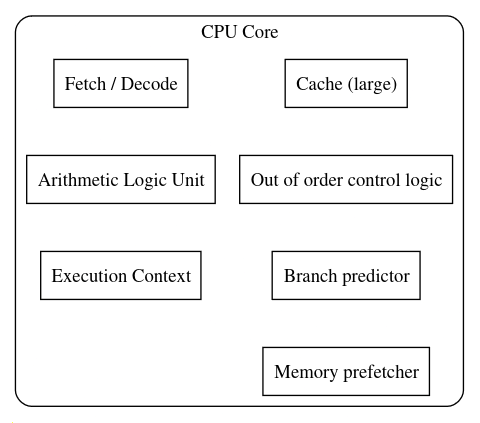 CPU Core
Fetch / Decode
Cache (large)
Arithmetic Logic Unit
Out of order control logic
Execution Context
Branch predictor
Memory prefetcher